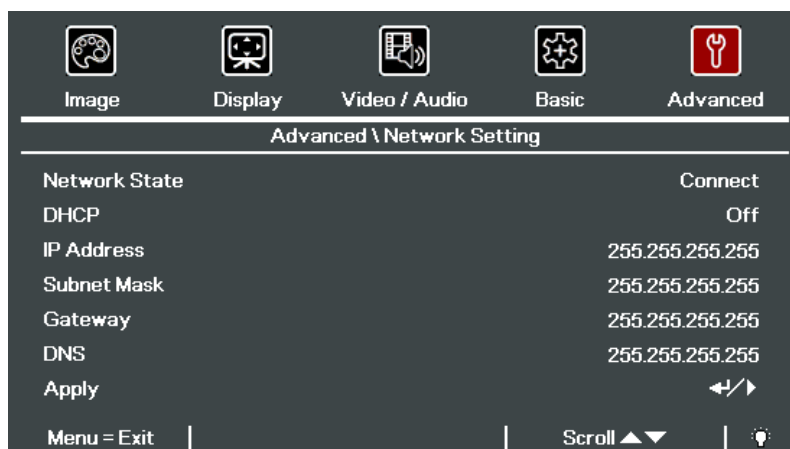 Image Display Video / Audio Basic Advanced
Advanced \ Network Setting
Network State Connect
DHCP Off
IP Address 255.255.255.255
Subnet Mask 255.255.255.255
Gateway 255.255.255.255
DNS 255.255.255.255
Apply
Menu = Exit Scroll